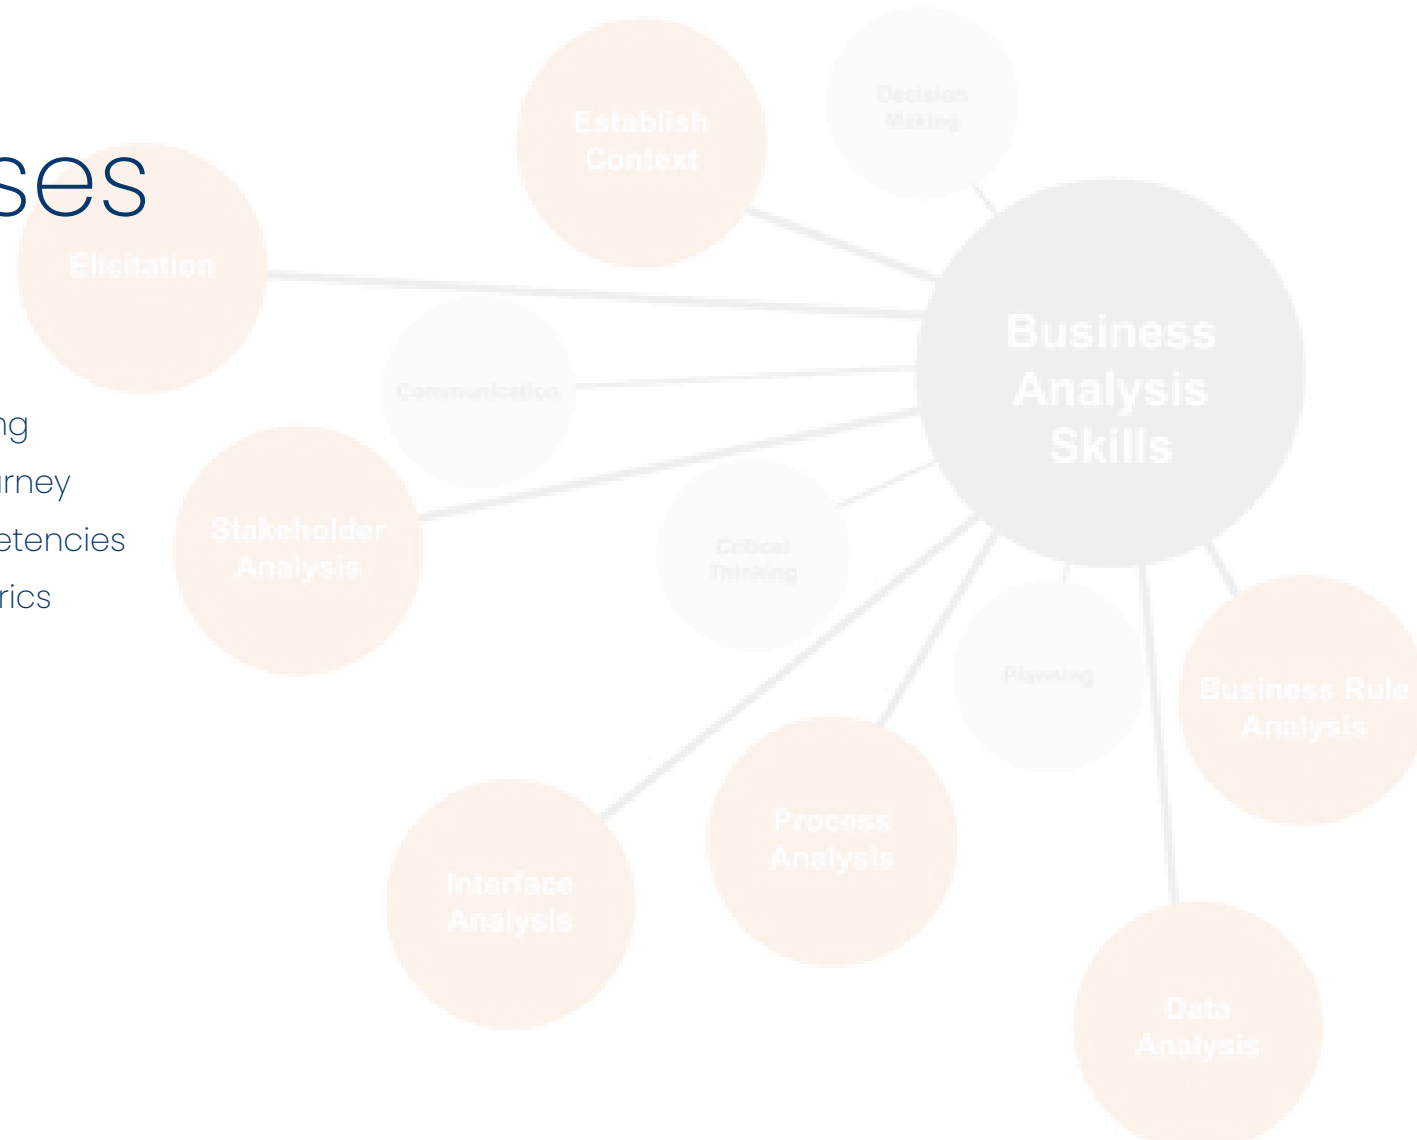 ses
ng
urney
etencies
rics
Establish
Context
Decision
Making
Elicitation
Communication
Business
Analysis
Skills
Stakeholder
Analysis
Critical
Thinking
Planning
Business Rule
Analysis
Process
Analysis
Interface
Analysis
Data
Analysis